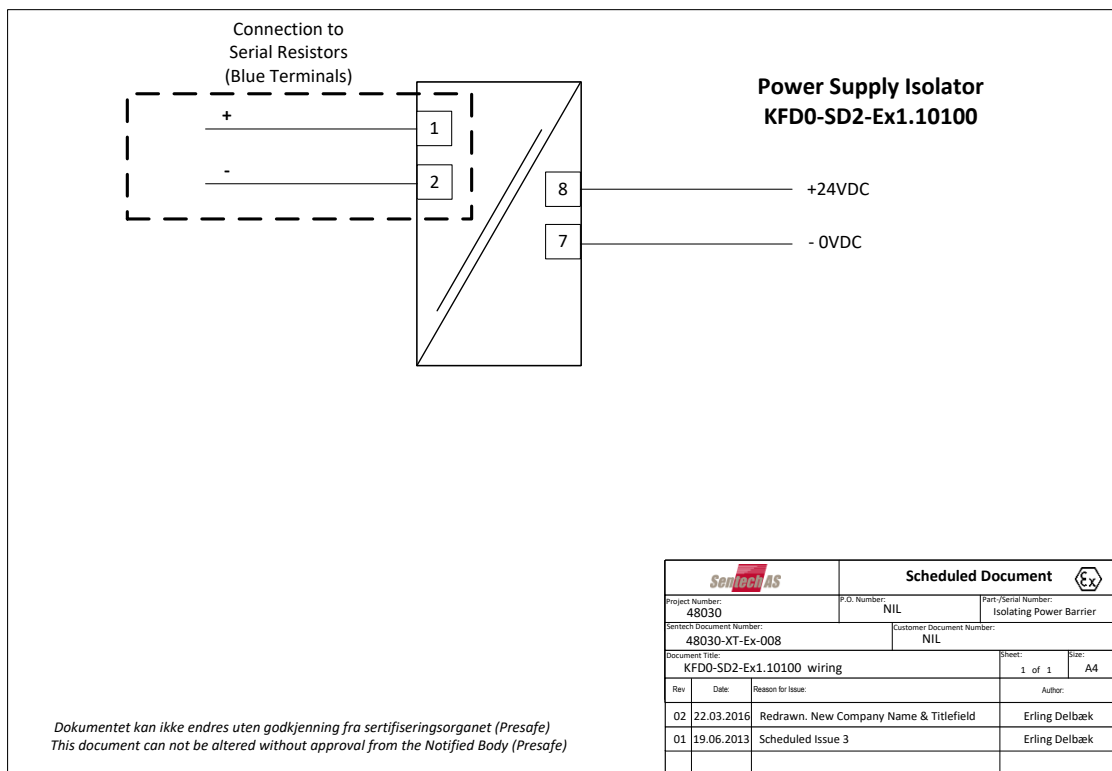 Connection to
Serial Resistors
(Blue Terminals)
Power Supply Isolator
KFD0-SD2-Ex1.10100
+
1
-
2
8
+24VDC
7
- 0VDC
Sentech AS
Scheduled Document
Ex
Project Number:
48030
P.O. Number:
NIL
Part-/Serial Number:
Isolating Power Barrier
Sentech Document Number:
48030-XT-Ex-008
Customer Document Number:
NIL
Document Title:
KFD0-SD2-Ex1.10100 wiring
Sheet:
1 of 1
Size:
A4
Rev Date: Reason for Issue: Author:
02 22.03.2016 Redrawn. New Company Name & Titlefield Erling Delbæk
01 19.06.2013 Scheduled Issue 3 Erling Delbæk
Dokumentet kan ikke endres uten godkjenning fra sertifiseringsorganet (Presafe)
This document can not be altered without approval from the Notified Body (Presafe)